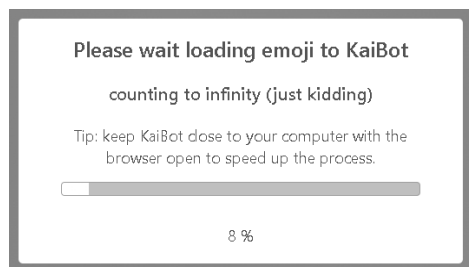 Please wait loading emoji to KaiBot
counting to infinity (just kidding)
Tip: keep KaiBot close to your computer with the
browser open to speed up the process.
8 %